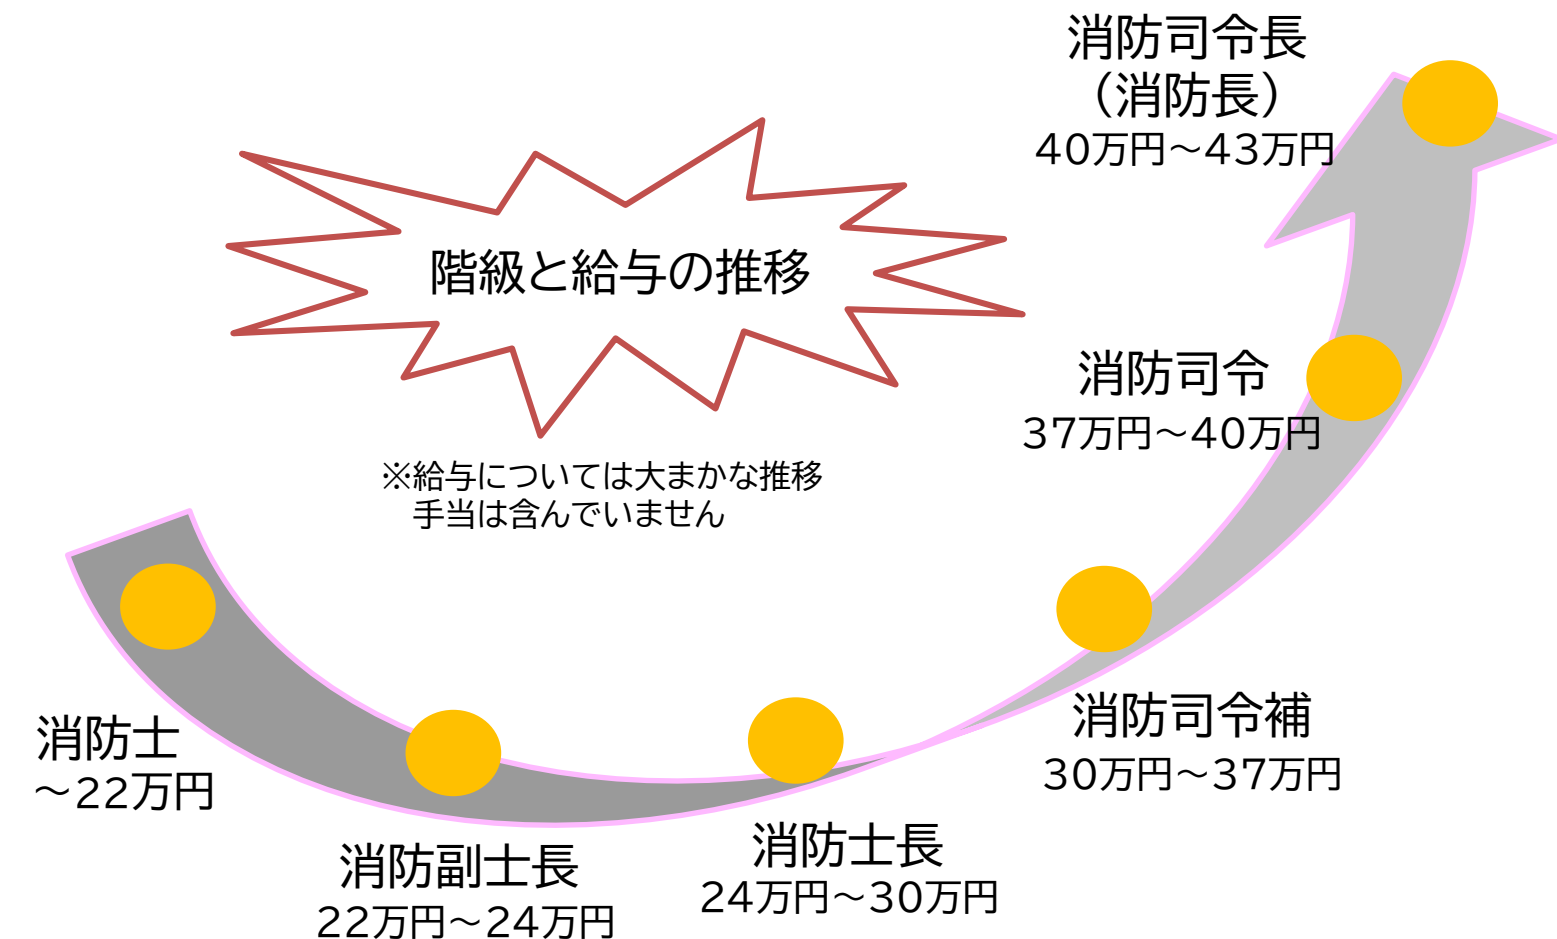 階級と給与の推移
※給与については大まかな推移
手当は含んでいません
消防士
～22万円
消防副士長
22万円～24万円
消防士長
24万円～30万円
消防司令補
30万円～37万円
消防司令
37万円～40万円
消防司令長
（消防長）
40万円～43万円